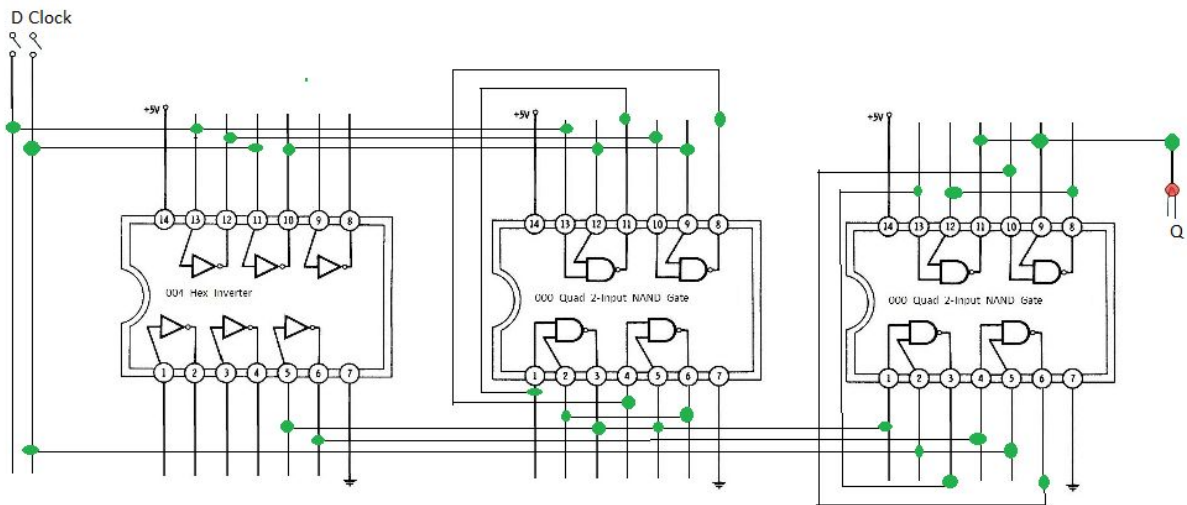 D Clock
+5V
+5V
+5V
14 13 12 11 10 9 8
14 13 12 11 10 9 8
14 13 12 11 10 9 8
Q
004 Hex Inverter
000 Quad 2-Input NAND Gate
000 Quad 2-Input NAND Gate
1 2 3 4 5 6 7
1 2 3 4 5 6 7
1 2 3 4 5 6 7